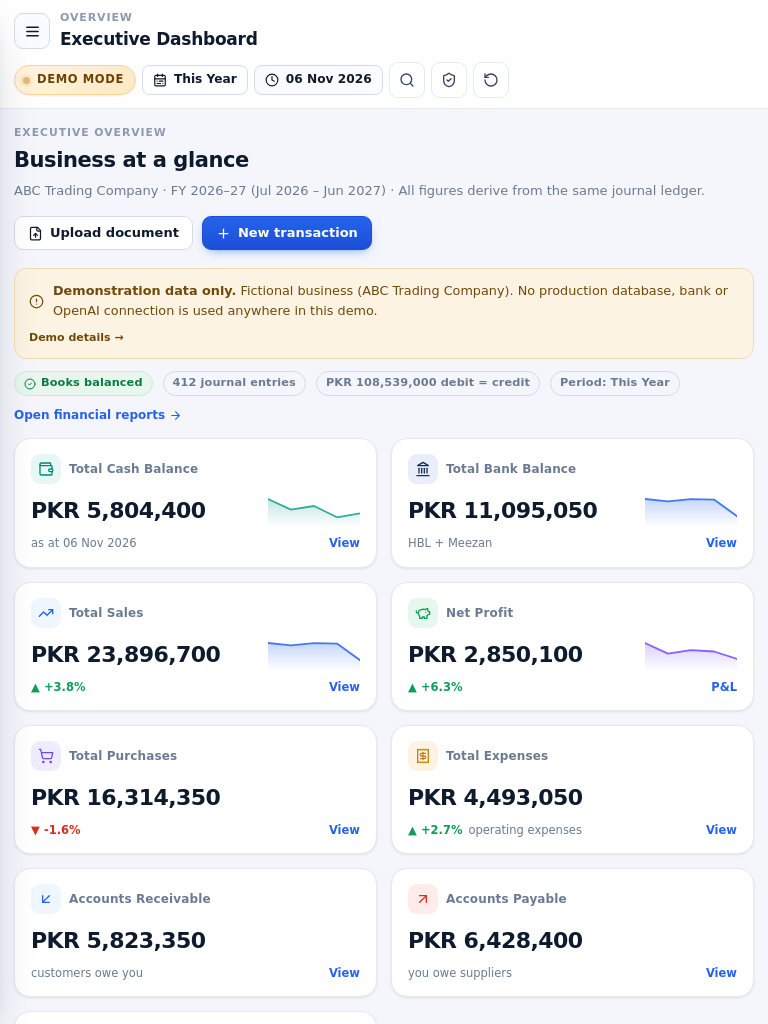 OVERVIEW
Executive Dashboard
DEMO MODE
This Year
06 Nov 2026
EXECUTIVE OVERVIEW
Business at a glance
ABC Trading Company · FY 2026–27 (Jul 2026 – Jun 2027) · All figures derive from the same journal ledger.
Upload document
New transaction
Demonstration data only. Fictional business (ABC Trading Company). No production database, bank or
OpenAI connection is used anywhere in this demo.
Demo details →
Books balanced
412 journal entries
PKR 108,539,000 debit = credit
Period: This Year
Open financial reports →
Total Cash Balance
PKR 5,804,400
as at 06 Nov 2026
View
Total Bank Balance
PKR 11,095,050
HBL + Meezan
View
Total Sales
PKR 23,896,700
▲ +3.8%
View
Net Profit
PKR 2,850,100
▲ +6.3%
P&L
Total Purchases
PKR 16,314,350
▼ -1.6%
View
Total Expenses
PKR 4,493,050
▲ +2.7% operating expenses
View
Accounts Receivable
PKR 5,823,350
customers owe you
View
Accounts Payable
PKR 6,428,400
you owe suppliers
View